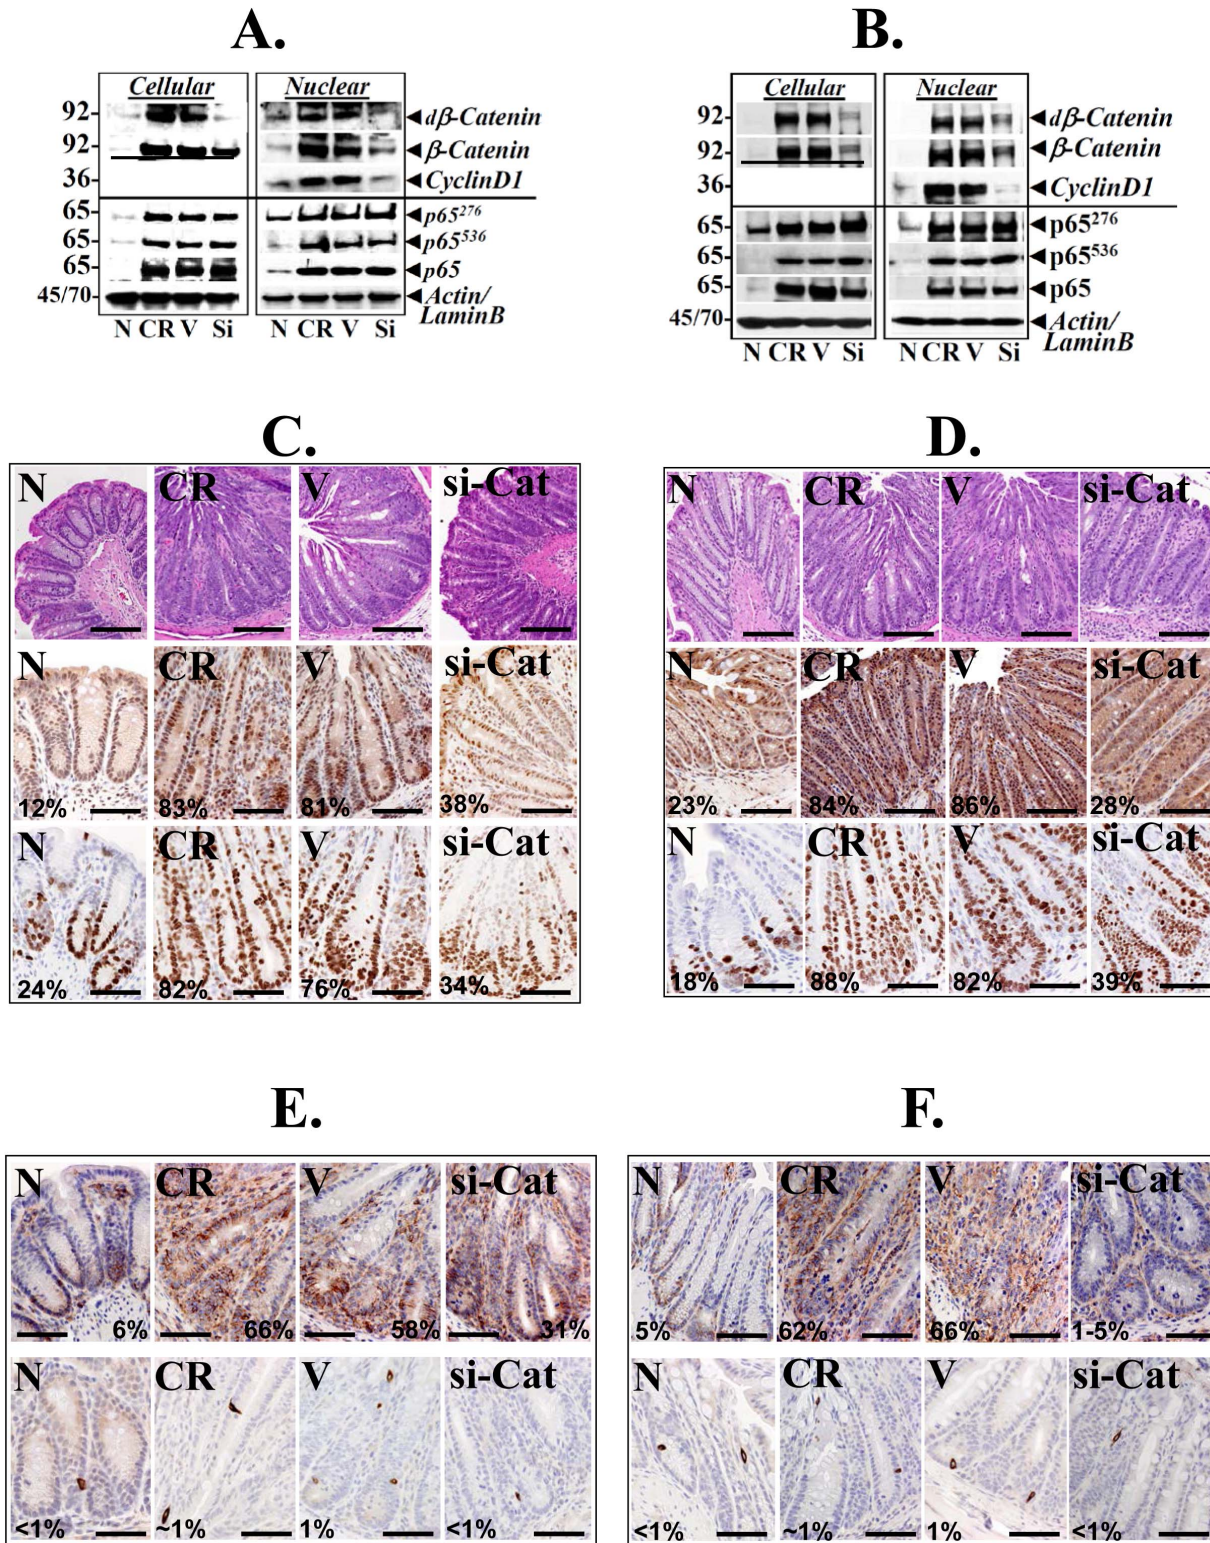 A.
B.
Cellular Nuclear
92 dβ-Catenin
92 β-Catenin
36 CyclinD1
65 p65²⁷⁶
65 p65⁵³⁶
65 p65
45/70 Actin/
LaminB
N CR V Si N CR V Si
Cellular Nuclear
92 dβ-Catenin
92 β-Catenin
36 CyclinD1
65 p65²⁷⁶
65 p65⁵³⁶
65 p65
45/70 Actin/
LaminB
N CR V Si N CR V Si
C.
D.
N CR V si-Cat
N CR V si-Cat
12% 83% 81% 38%
N CR V si-Cat
24% 82% 76% 34%
N CR V si-Cat
N CR V si-Cat
23% 84% 86% 28%
N CR V si-Cat
18% 88% 82% 39%
E.
F.
N CR V si-Cat
6% 66% 58% 31%
N CR V si-Cat
<1% ~1% 1% <1%
N CR V si-Cat
5% 62% 66% 1-5%
N CR V si-Cat
<1% ~1% 1% <1%